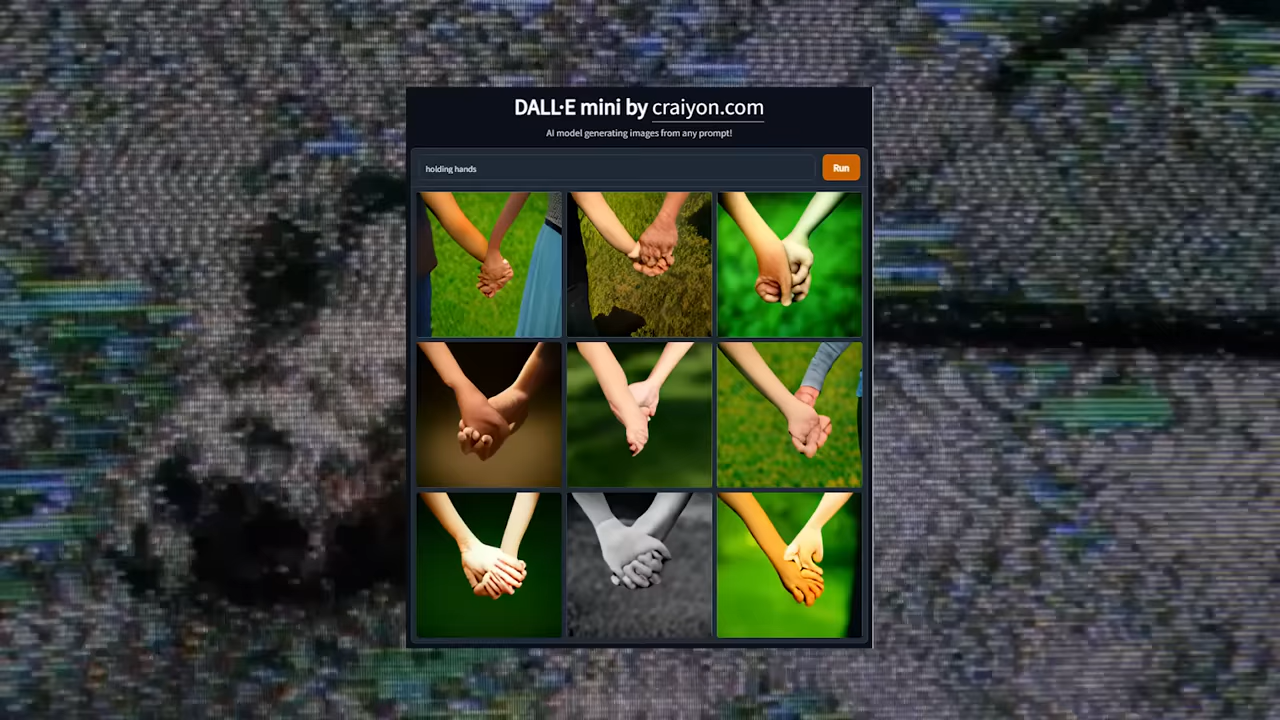 DALL·E mini by craiyon.com
AI model generating images from any prompt!
holding hands
Run